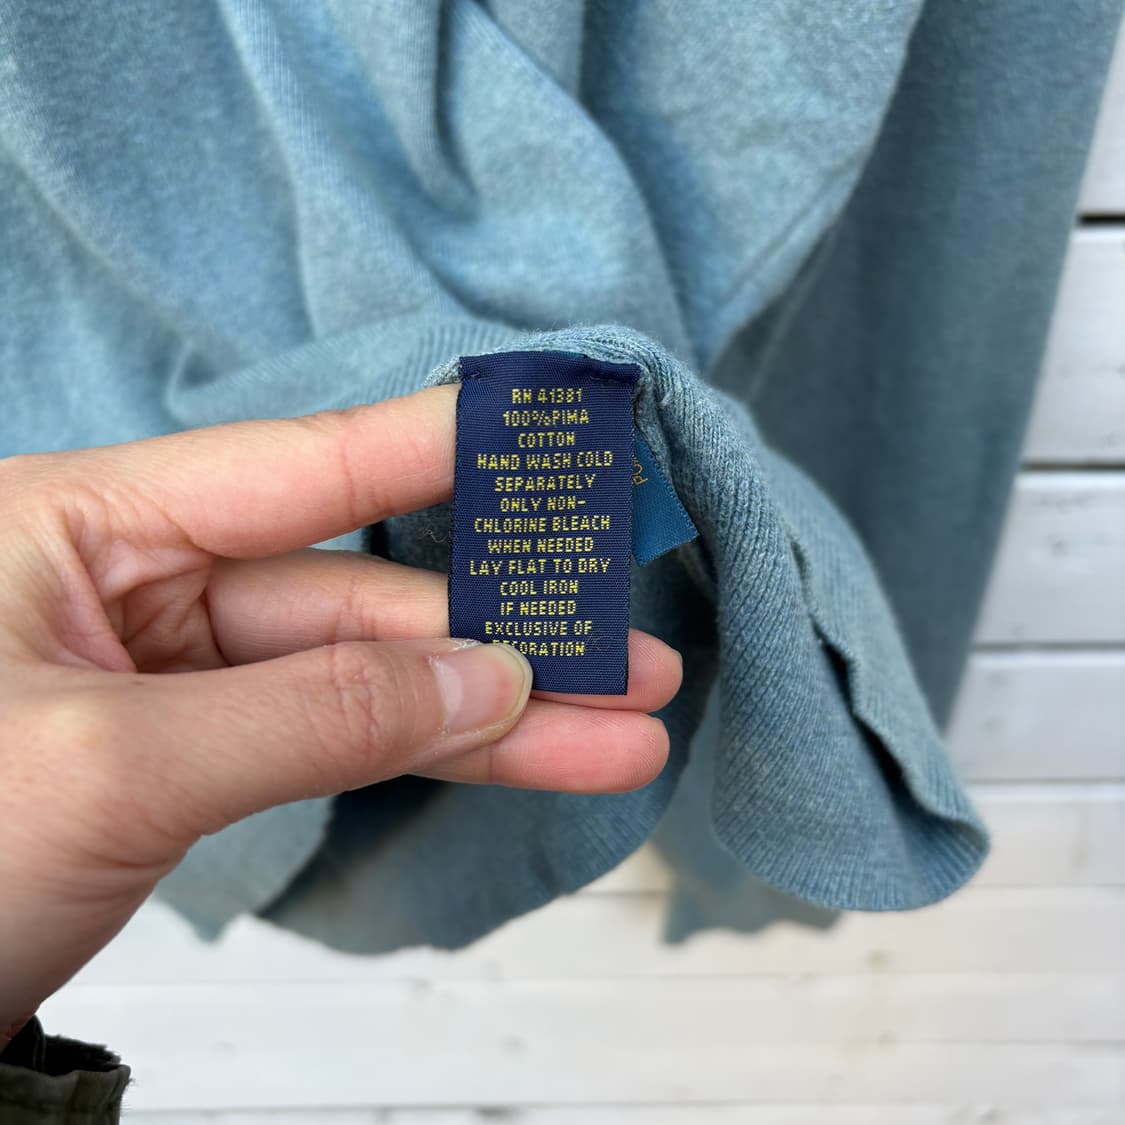 RN 41381
100%PIMA
COTTON
HAND WASH COLD
SEPARATELY
ONLY NON-
CHLORINE BLEACH
WHEN NEEDED
LAY FLAT TO DRY
COOL IRON
IF NEEDED
EXCLUSIVE OF
DECORATION